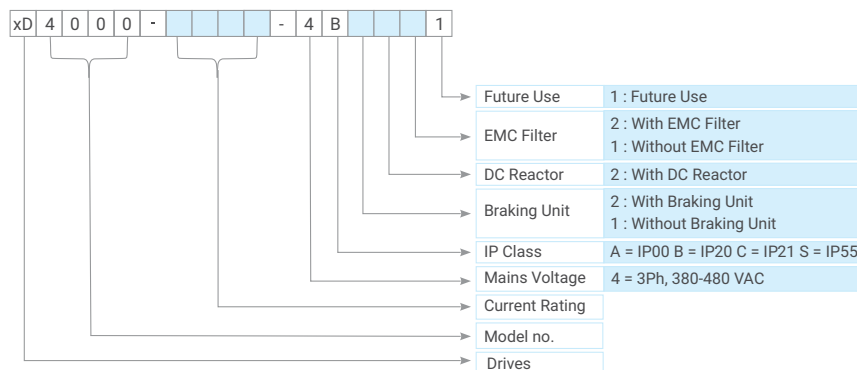 xD 4 0 0 0 - - 4 B 1
Future Use 1 : Future Use
EMC Filter 2 : With EMC Filter
1 : Without EMC Filter
DC Reactor 2 : With DC Reactor
Braking Unit 2 : With Braking Unit
1 : Without Braking Unit
IP Class A = IP00 B = IP20 C = IP21 S = IP55
Mains Voltage 4 = 3Ph, 380-480 VAC
Current Rating
Model no.
Drives